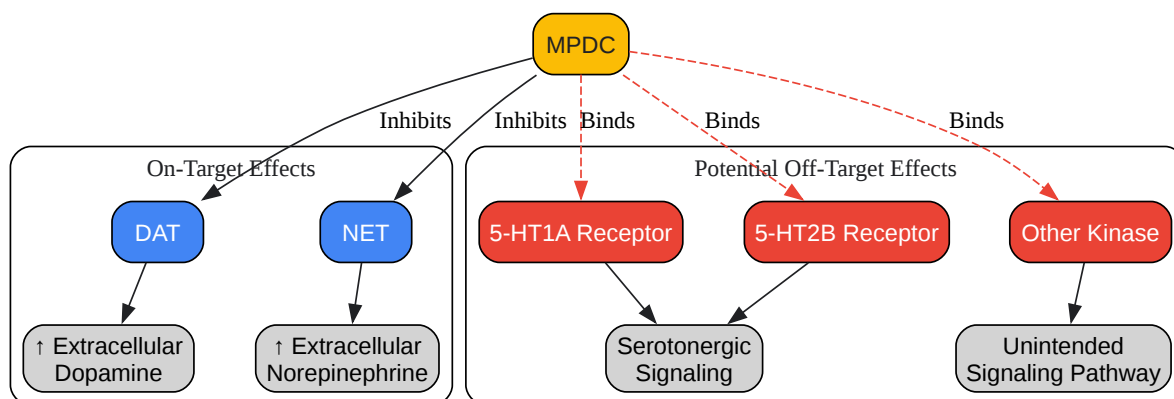 MPDC
Inhibits
Inhibits
Binds
Binds
Binds
On-Target Effects
Potential Off-Target Effects
DAT
NET
5-HT1A Receptor
5-HT2B Receptor
Other Kinase
↑ Extracellular
Dopamine
↑ Extracellular
Norepinephrine
Serotonergic
Signaling
Unintended
Signaling Pathway